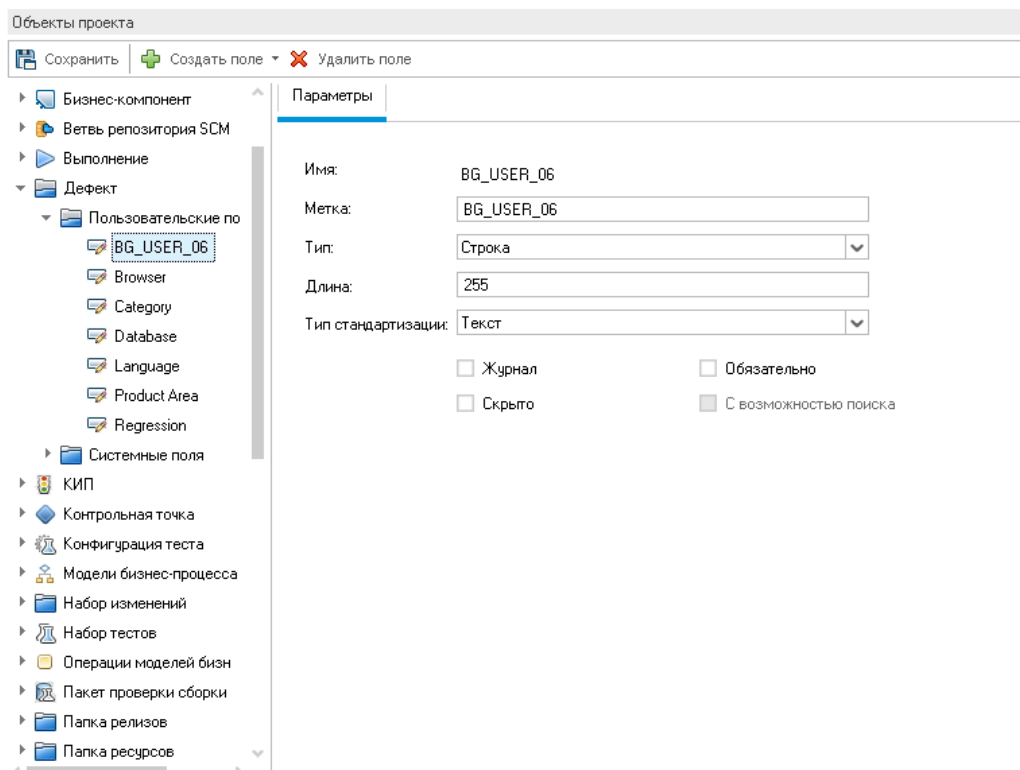 Объекты проекта
Сохранить Создать поле Удалить поле
Бизнес-компонент
Ветвь репозитория SCM
Выполнение
Дефект
Пользовательские по
BG_USER_06
Browser
Category
Database
Language
Product Area
Regression
Системные поля
КИП
Контрольная точка
Конфигурация теста
Модели бизнес-процесса
Набор изменений
Набор тестов
Операции моделей бизн
Пакет проверки сборки
Папка релизов
Папка ресурсов
Параметры
Имя: BG_USER_06
Метка: BG_USER_06
Тип: Строка
Длина: 255
Тип стандартизации: Текст
Журнал Обязательно
Скрыто С возможностью поиска